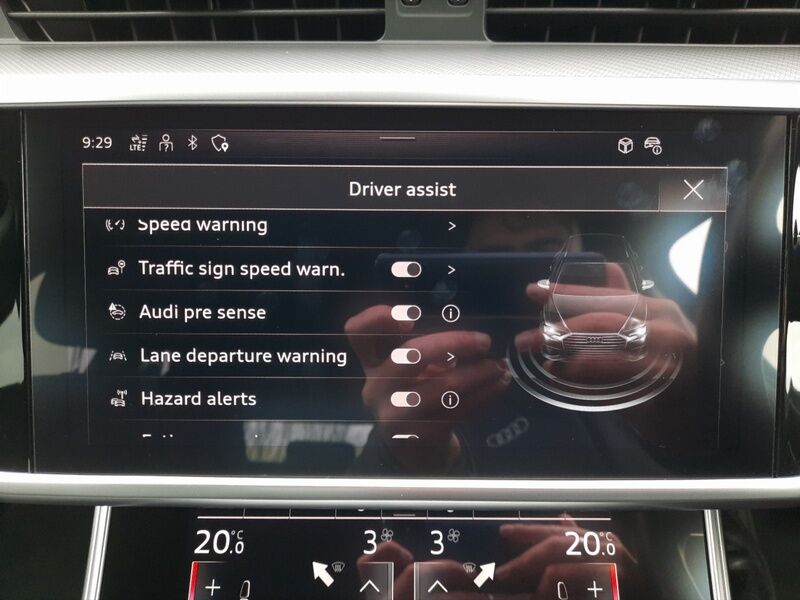 9:29 LTE
Driver assist
Speed warning
Traffic sign speed warn.
Audi pre sense
Lane departure warning
Hazard alerts
20.0 °C 3 3 20.0 °C